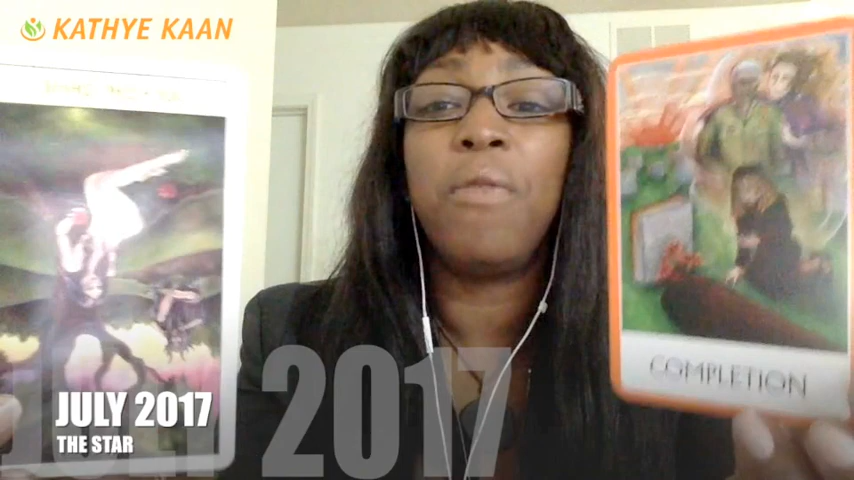 KATHYE KAAN
COMPLETION
JULY 2017
THE STAR
2017